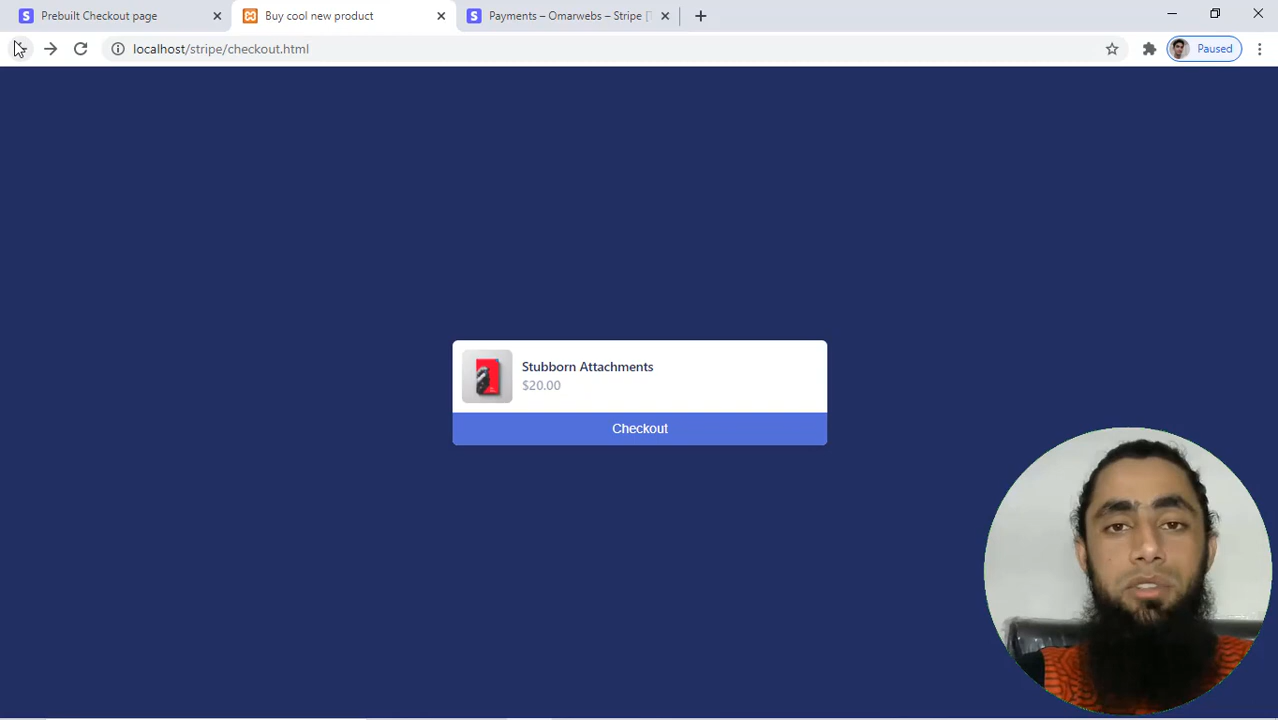 Prebuilt Checkout page
Buy cool new product
Payments – Omarwebs – Stripe [
localhost/stripe/checkout.html
Paused
Stubborn Attachments
$20.00
Checkout